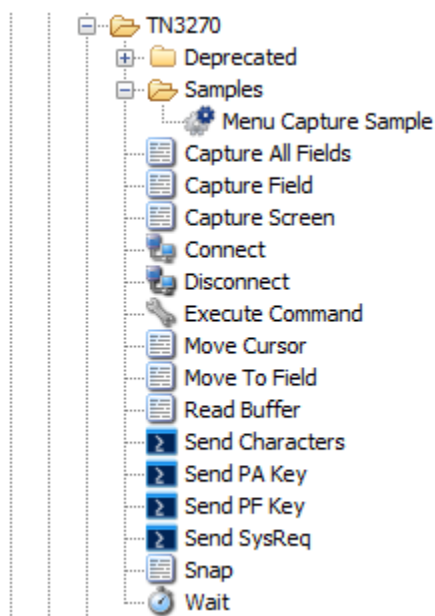 TN3270
Deprecated
Samples
Menu Capture Sample
Capture All Fields
Capture Field
Capture Screen
Connect
Disconnect
Execute Command
Move Cursor
Move To Field
Read Buffer
Send Characters
Send PA Key
Send PF Key
Send SysReq
Snap
Wait